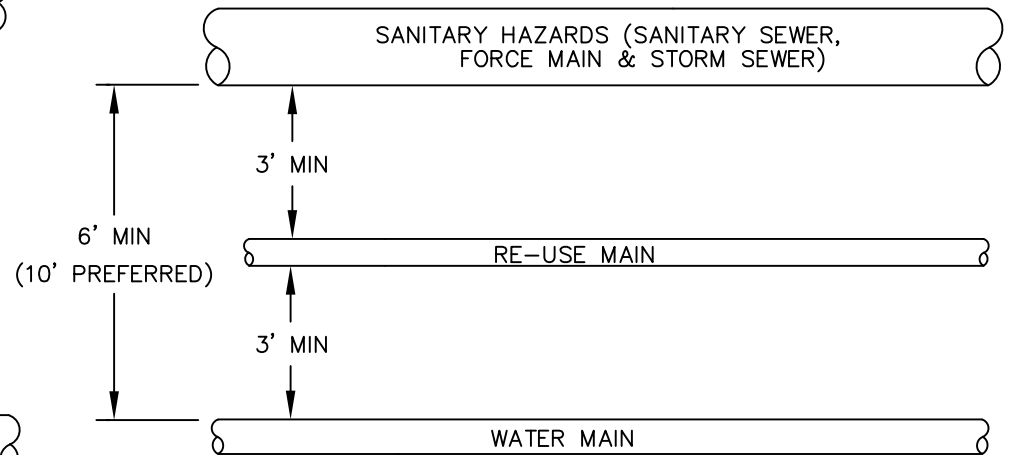 SANITARY HAZARDS (SANITARY SEWER,
FORCE MAIN & STORM SEWER)
3' MIN
6' MIN
(10' PREFERRED)
RE-USE MAIN
3' MIN
WATER MAIN